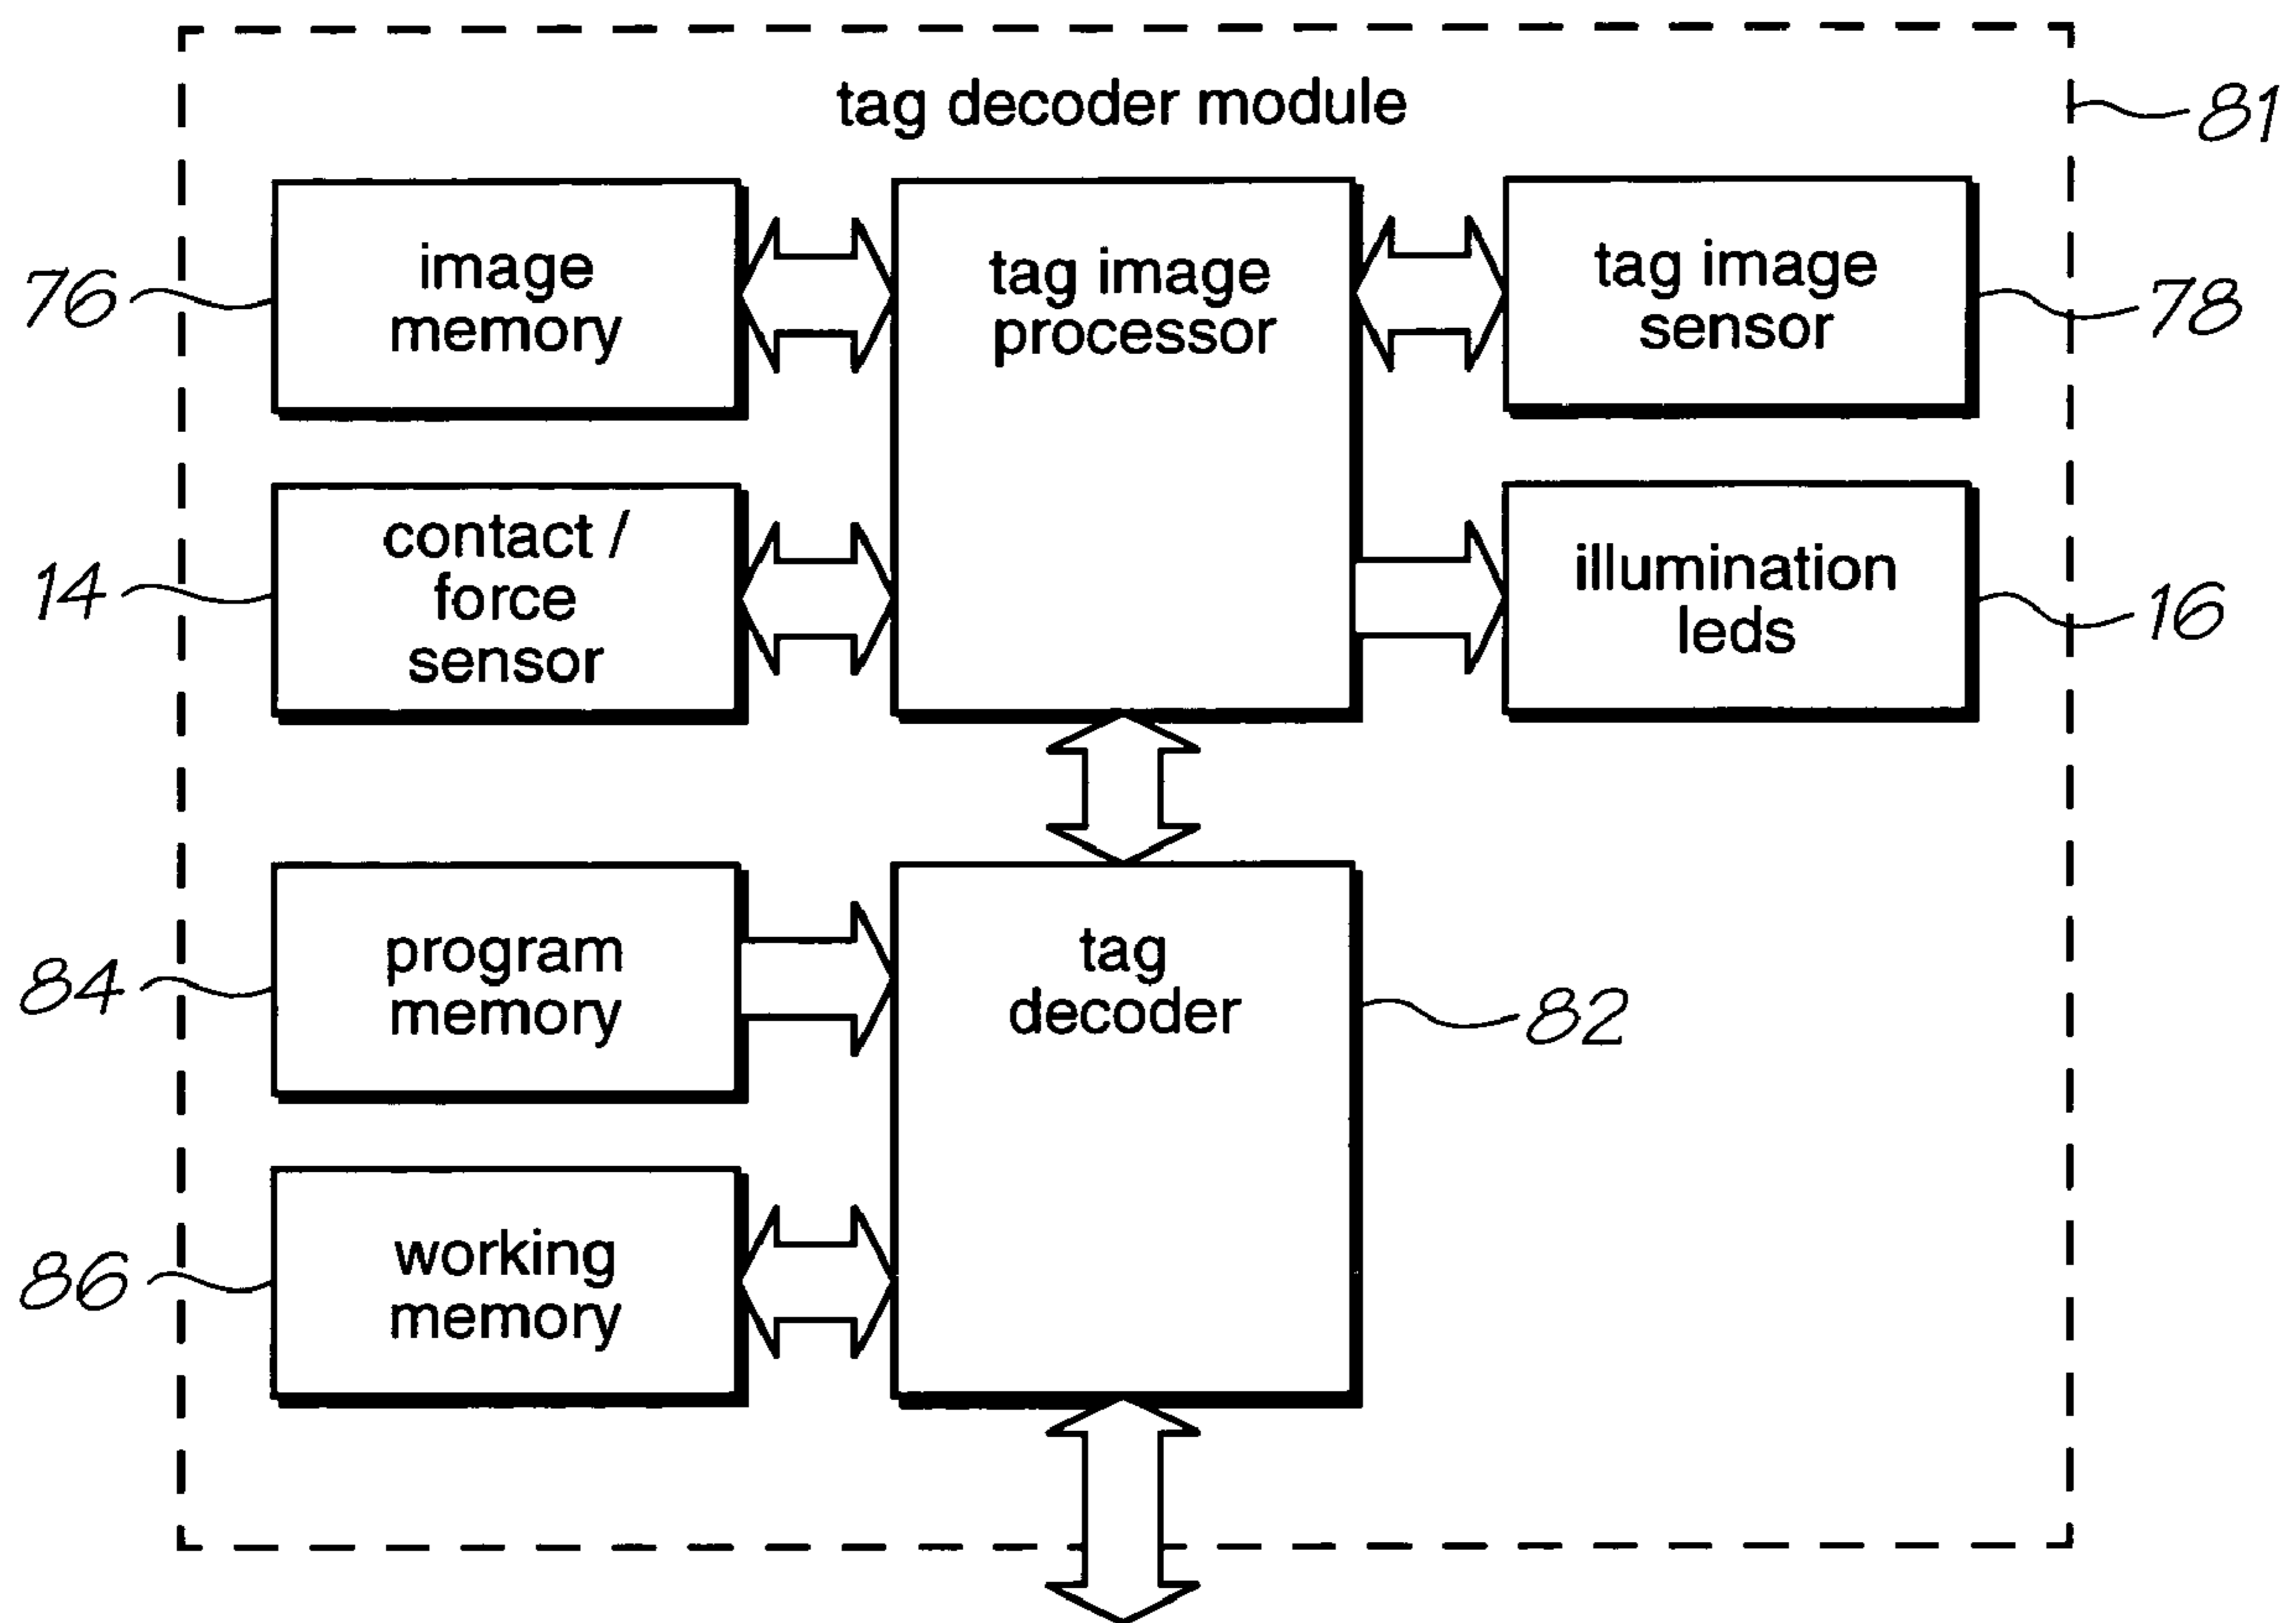 tag decoder module
81
76
image
memory
tag image
processor
tag image
sensor
78
14
contact /
force
sensor
illumination
leds
16
84
program
memory
tag
decoder
82
86
working
memory